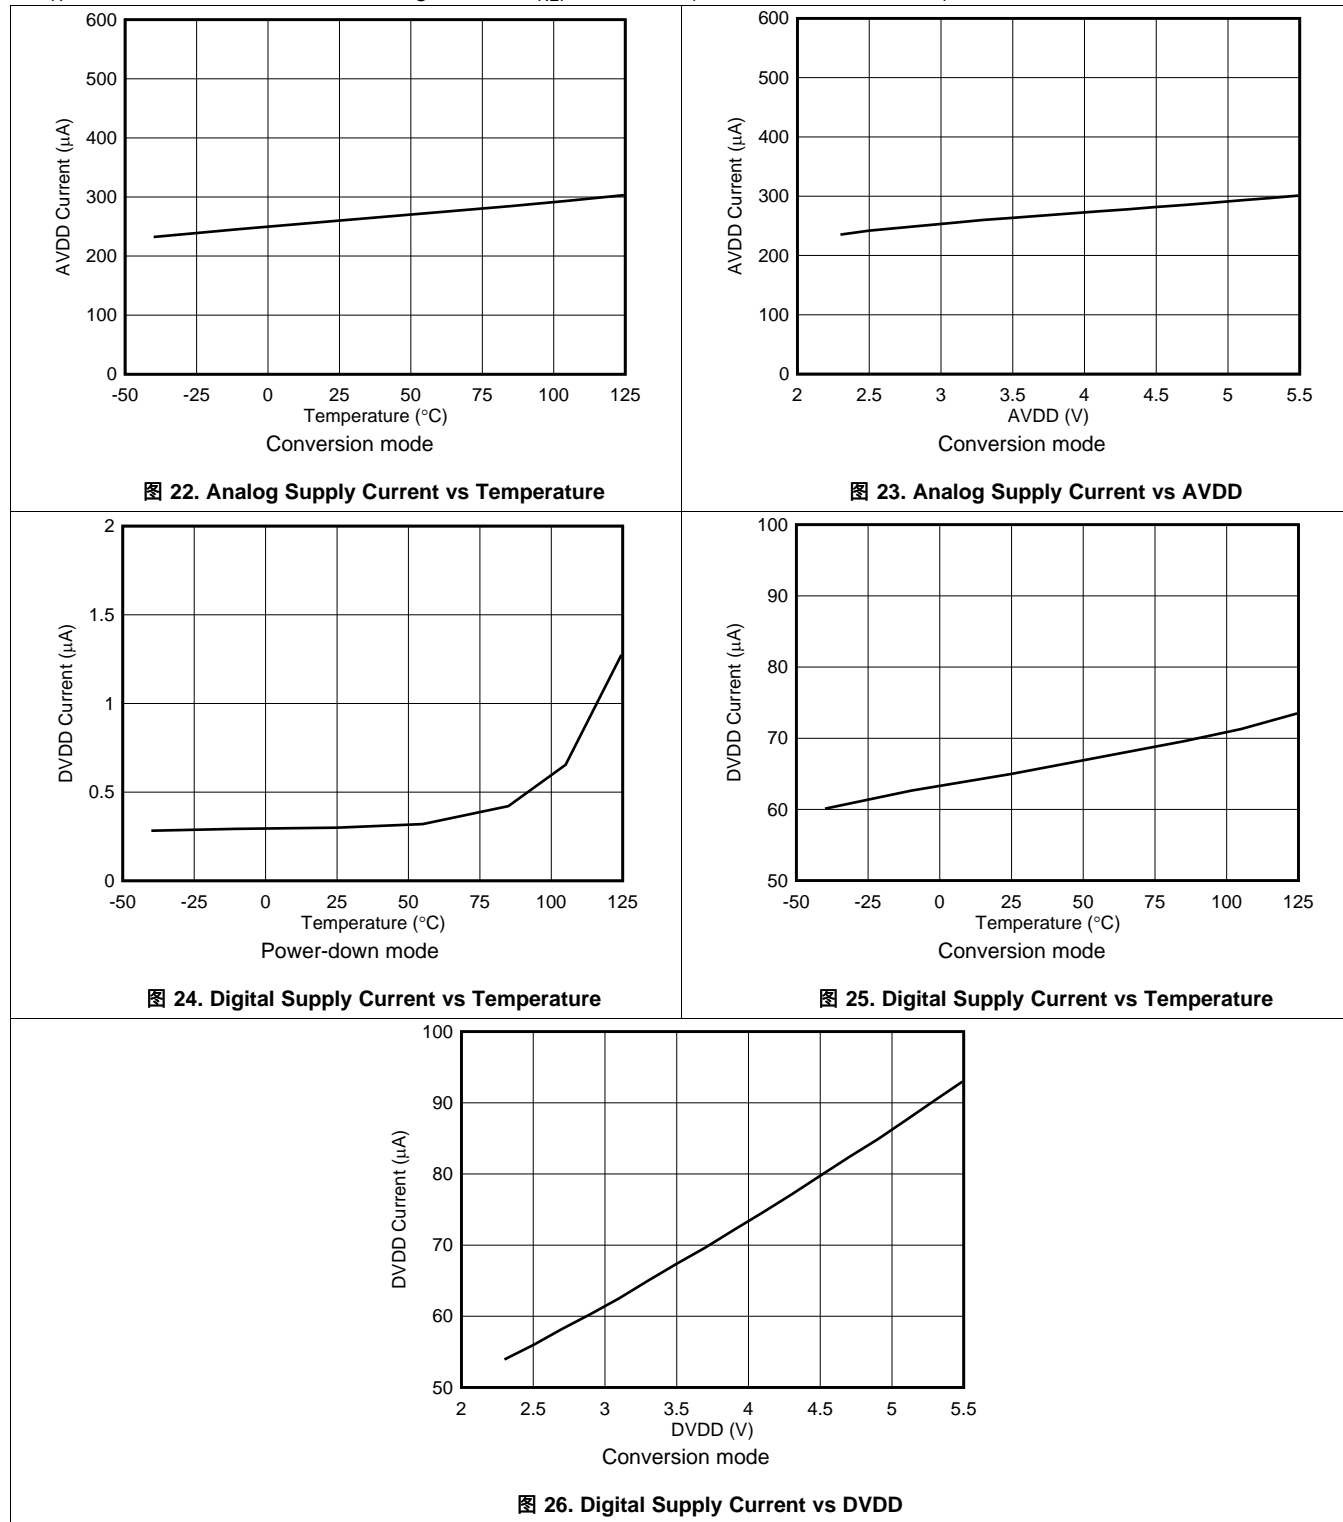 600
500
400
300
200
100
0
AVDD Current (μA)
-50 -25 0 25 50 75 100 125
Temperature (°C)
Conversion mode
图 22. Analog Supply Current vs Temperature
600
500
400
300
200
100
0
AVDD Current (μA)
2 2.5 3 3.5 4 4.5 5 5.5
AVDD (V)
Conversion mode
图 23. Analog Supply Current vs AVDD
2
1.5
1
0.5
0
DVDD Current (μA)
-50 -25 0 25 50 75 100 125
Temperature (°C)
Power-down mode
图 24. Digital Supply Current vs Temperature
100
90
80
70
60
50
DVDD Current (μA)
-50 -25 0 25 50 75 100 125
Temperature (°C)
Conversion mode
图 25. Digital Supply Current vs Temperature
100
90
80
70
60
50
DVDD Current (μA)
2 2.5 3 3.5 4 4.5 5 5.5
DVDD (V)
Conversion mode
图 26. Digital Supply Current vs DVDD